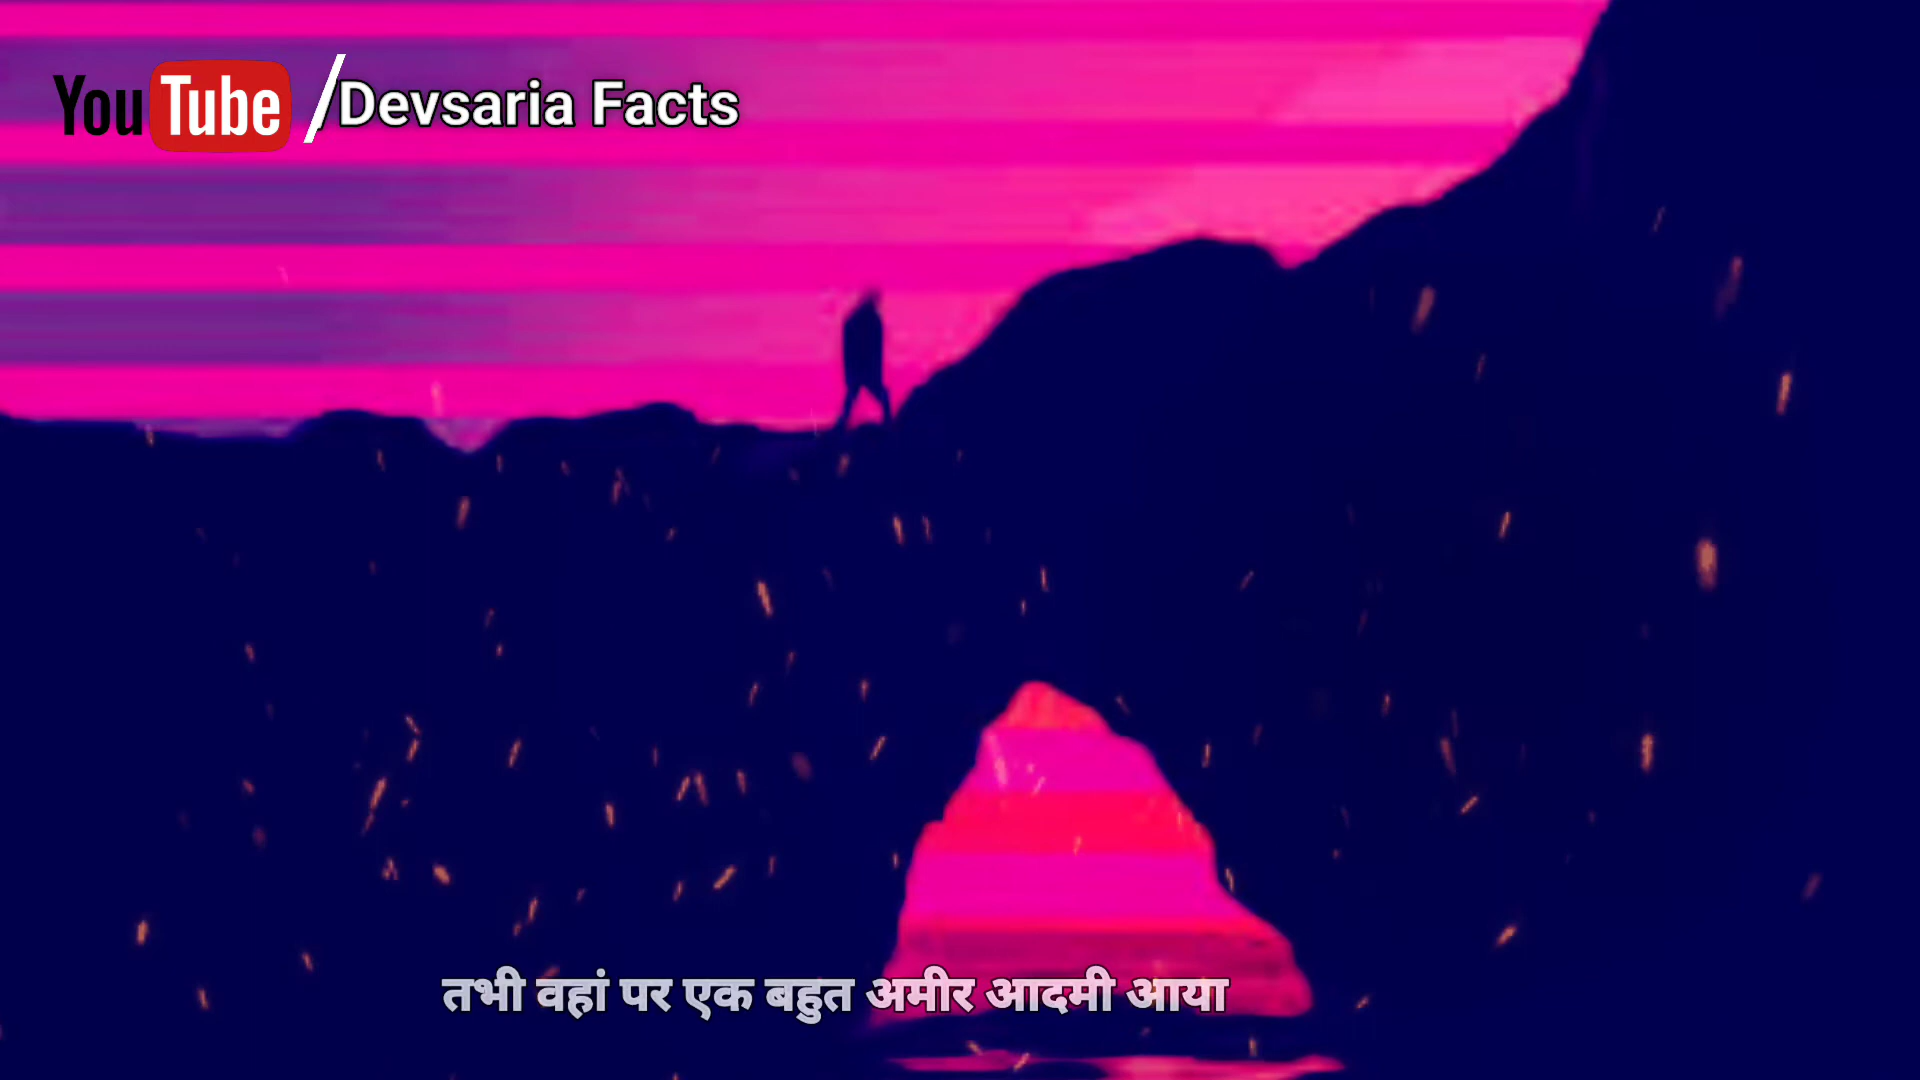 YouTube /Devsaria Facts
तभी वहां पर एक बहुत अमीर आदमी आया